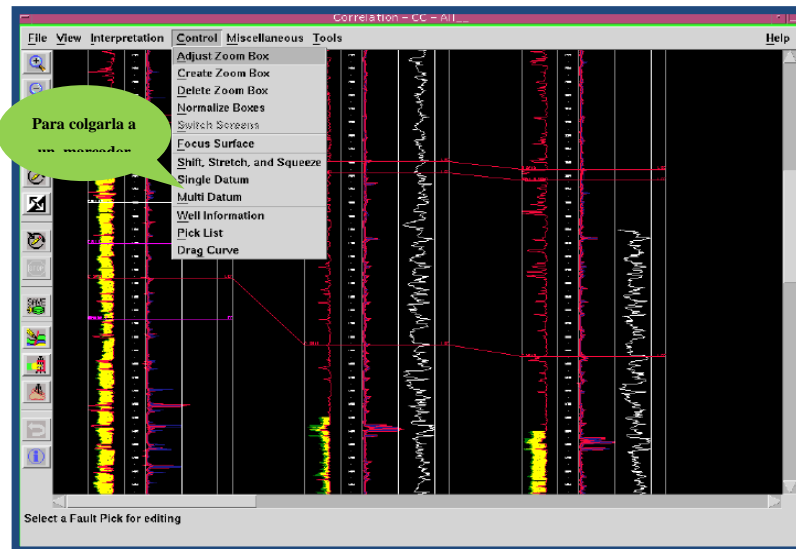 Correlation - CC - All__
File View Interpretation Control Miscellaneous Tools Help
Adjust Zoom Box
Create Zoom Box
Delete Zoom Box
Normalize Boxes
Switch Screens
Focus Surface
Shift, Stretch, and Squeeze
Single Datum
Multi Datum
Well Information
Pick List
Drag Curve
Para colgarla a
un marcador
SAVE
Select a Fault Pick for editing